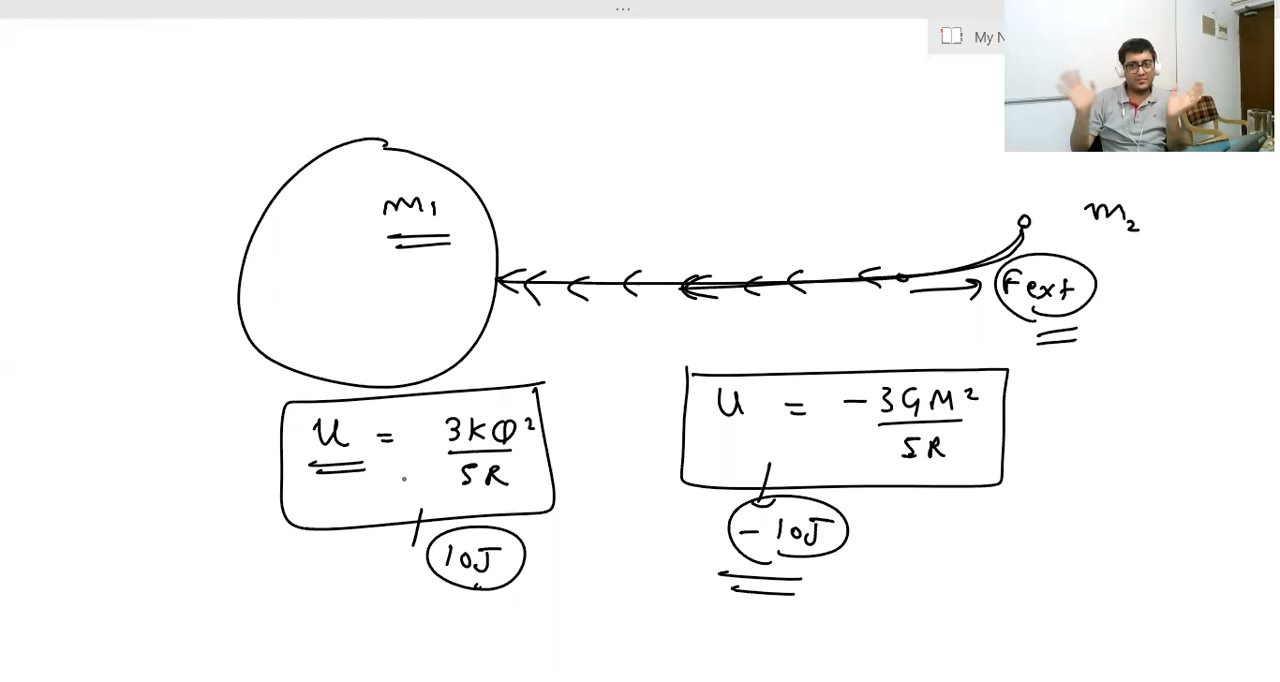 My N
m₁
m₂
Fext
U = 3KQ²/5R
U = -3GM²/5R
10J
-10J